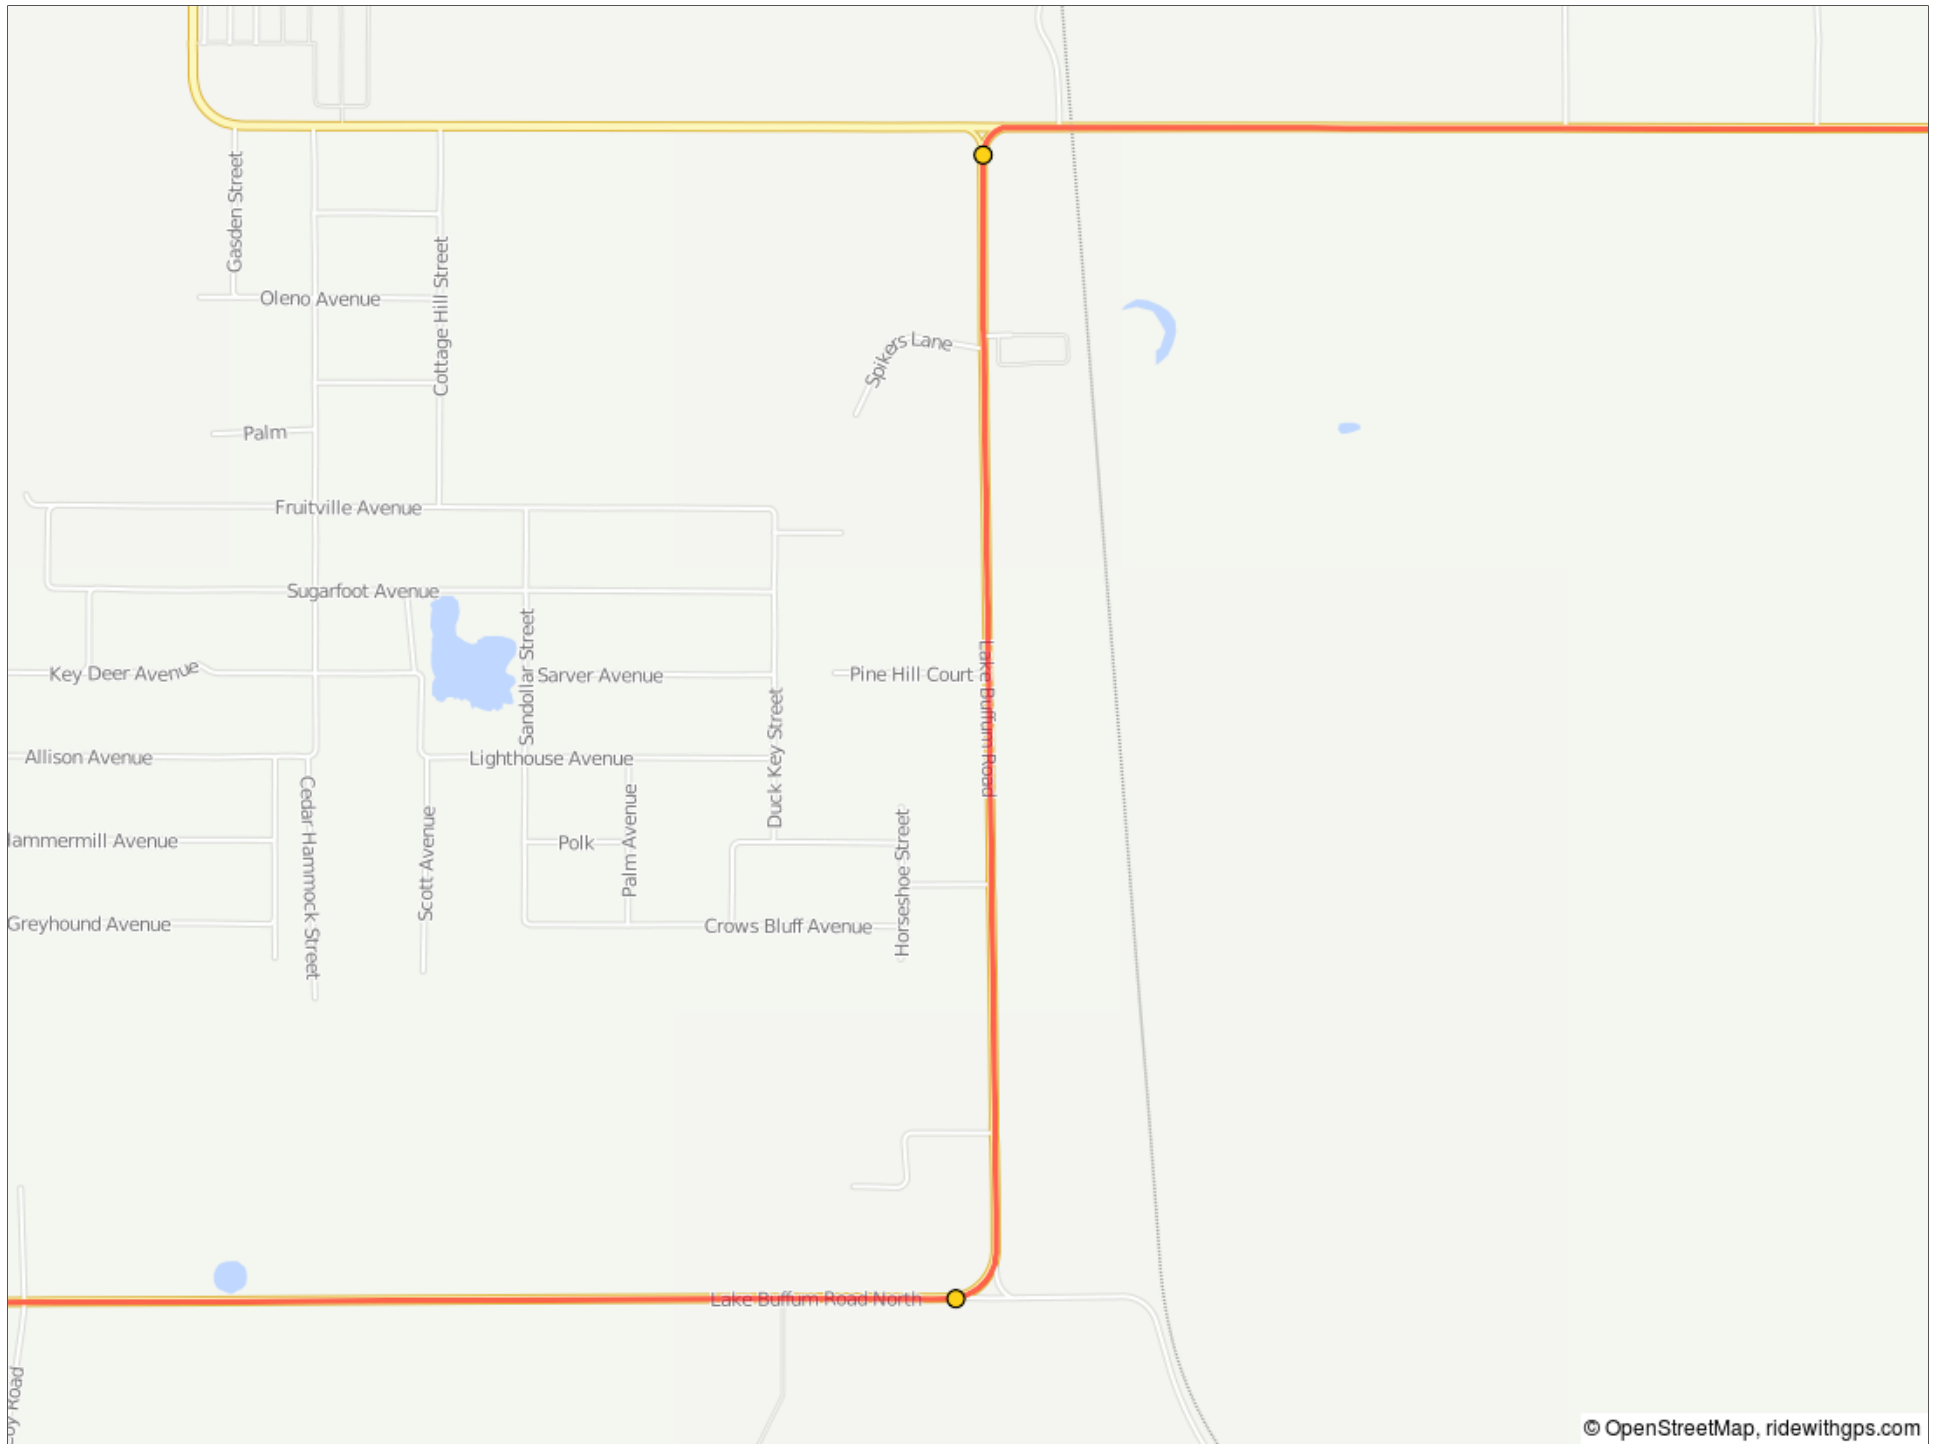 Gasden Street
Oleno Avenue
Cottage Hill Street
Spikers Lane
Palm
Fruitville Avenue
Sugarfoot Avenue
Key Deer Avenue
Sandollar Street
Sarver Avenue
Pine Hill Court
Lake Buffum Road
Duck Key Street
Allison Avenue
Lighthouse Avenue
Cedar Hammock Street
Scott Avenue
Palm Avenue
Horseshoe Street
Avenue
Polk
Greyhound Avenue
Crows Bluff Avenue
Lake Buffum Road North
Road
© OpenStreetMap, ridewithgps.com